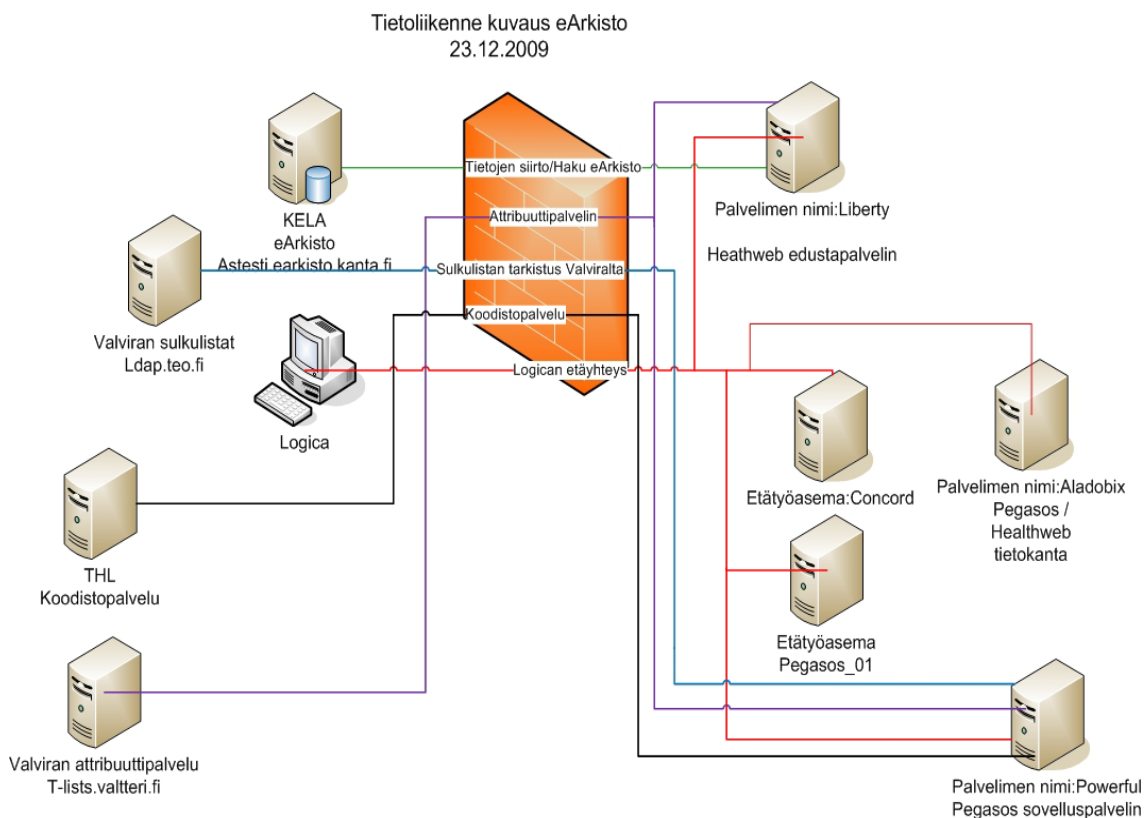 Tietoliikenne kuvaus eArkisto
23.12.2009
Tietojen siirto/Haku eArkisto
KELA
eArkisto
Astesti earkisto kanta.fi
Palvelimen nimi:Liberty
Heathweb edustapalvelin
Attribuuttipalvelin
Sulkulistan tarkistus Valviralta
Valviran sulkulistat
Ldap.teo.fi
Koodistopalvelu
Logican etäyhteys
Logica
Etätyöasema:Concord
Palvelimen nimi:Aladobix
Pegasos /
Healthweb
tietokanta
THL
Koodistopalvelu
Etätyöasema
Pegasos_01
Valviran attribuuttipalvelu
T-lists.valtteri.fi
Palvelimen nimi:Powerful
Pegasos sovelluspalvelin